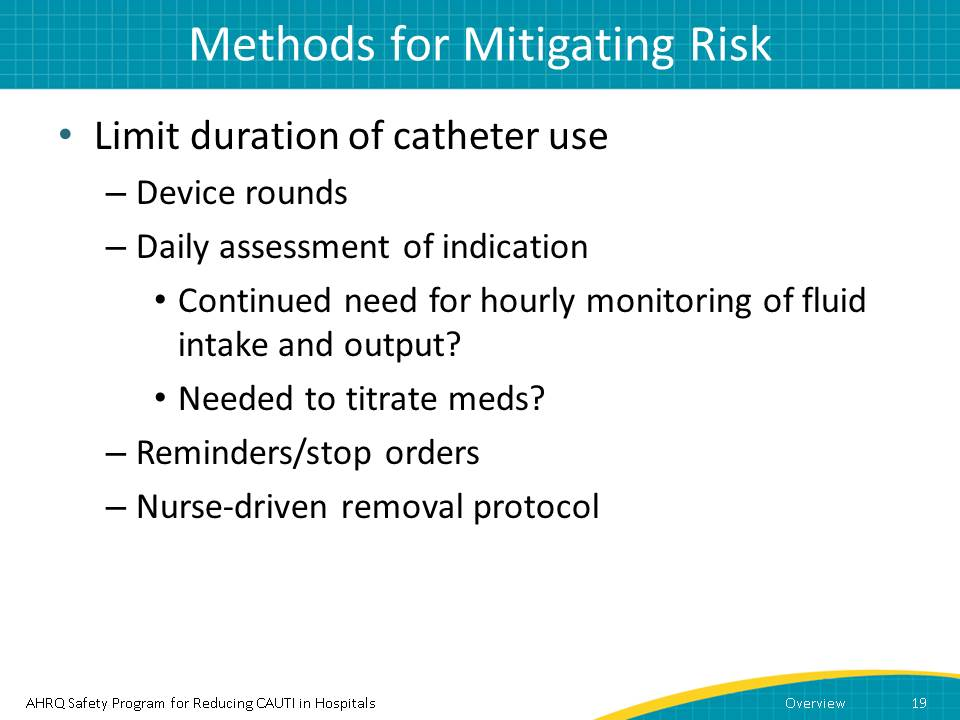 Methods for Mitigating Risk
• Limit duration of catheter use
– Device rounds
– Daily assessment of indication
• Continued need for hourly monitoring of fluid
intake and output?
• Needed to titrate meds?
– Reminders/stop orders
– Nurse-driven removal protocol
AHRQ Safety Program for Reducing CAUTI in Hospitals
Overview
19